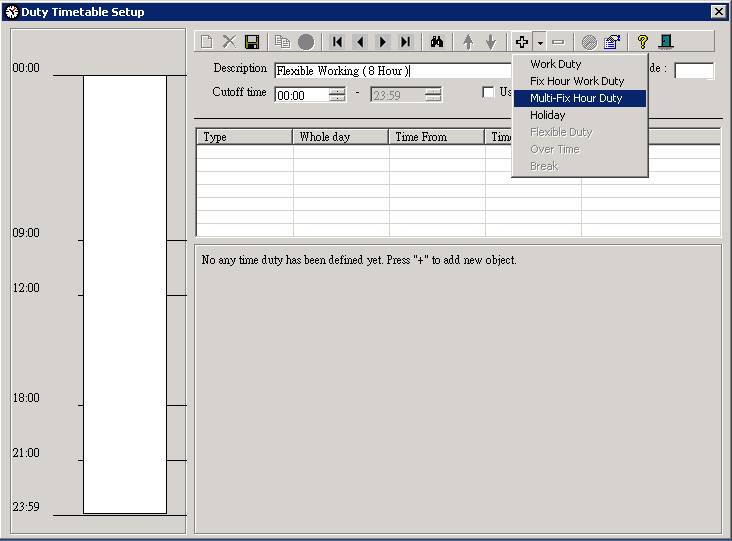 Duty Timetable Setup
Description Flexible Working ( 8 Hour )
de :
Cutoff time 00:00 - 23:59 Us
Work Duty
Fix Hour Work Duty
Multi-Fix Hour Duty
Holiday
Flexible Duty
Over Time
Break
Type Whole day Time From Tim
No any time duty has been defined yet. Press "+" to add new object.
00:00
09:00
12:00
18:00
21:00
23:59